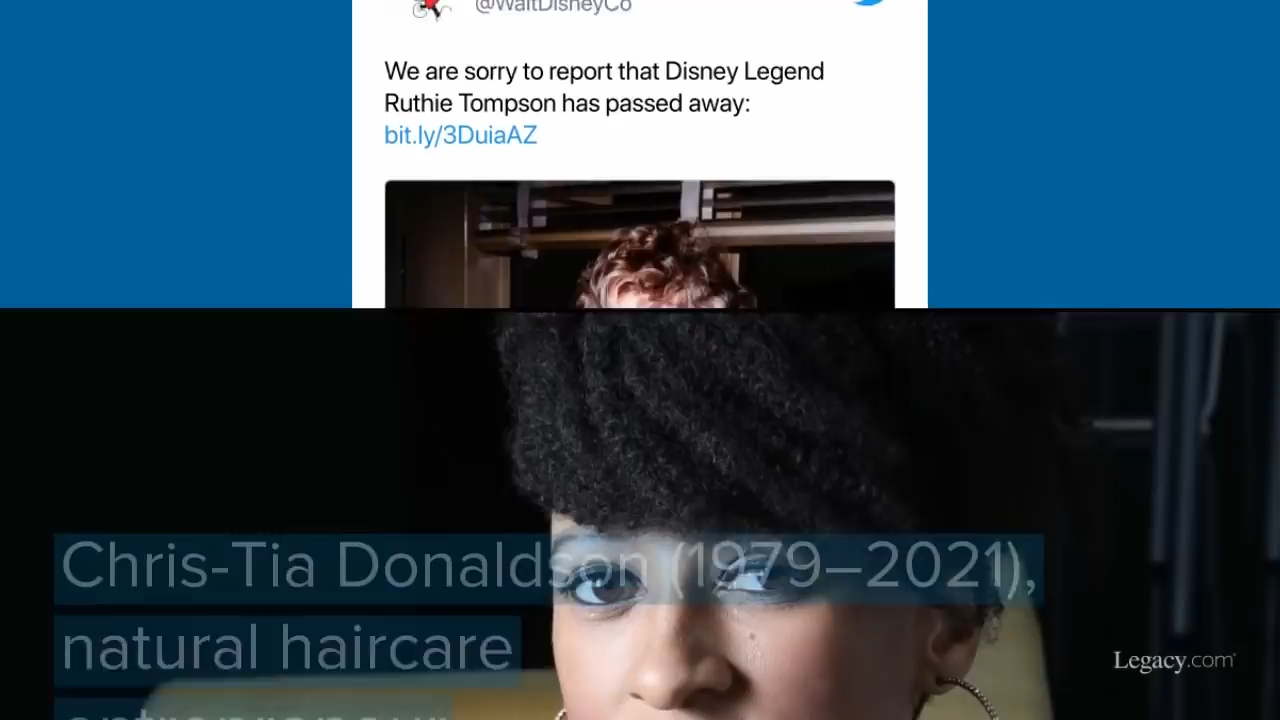 @WaltDisneyCo
We are sorry to report that Disney Legend
Ruthie Tompson has passed away:
bit.ly/3DuiaAZ
Chris-Tia Donaldson (1979–2021),
natural haircare
Legacy.com